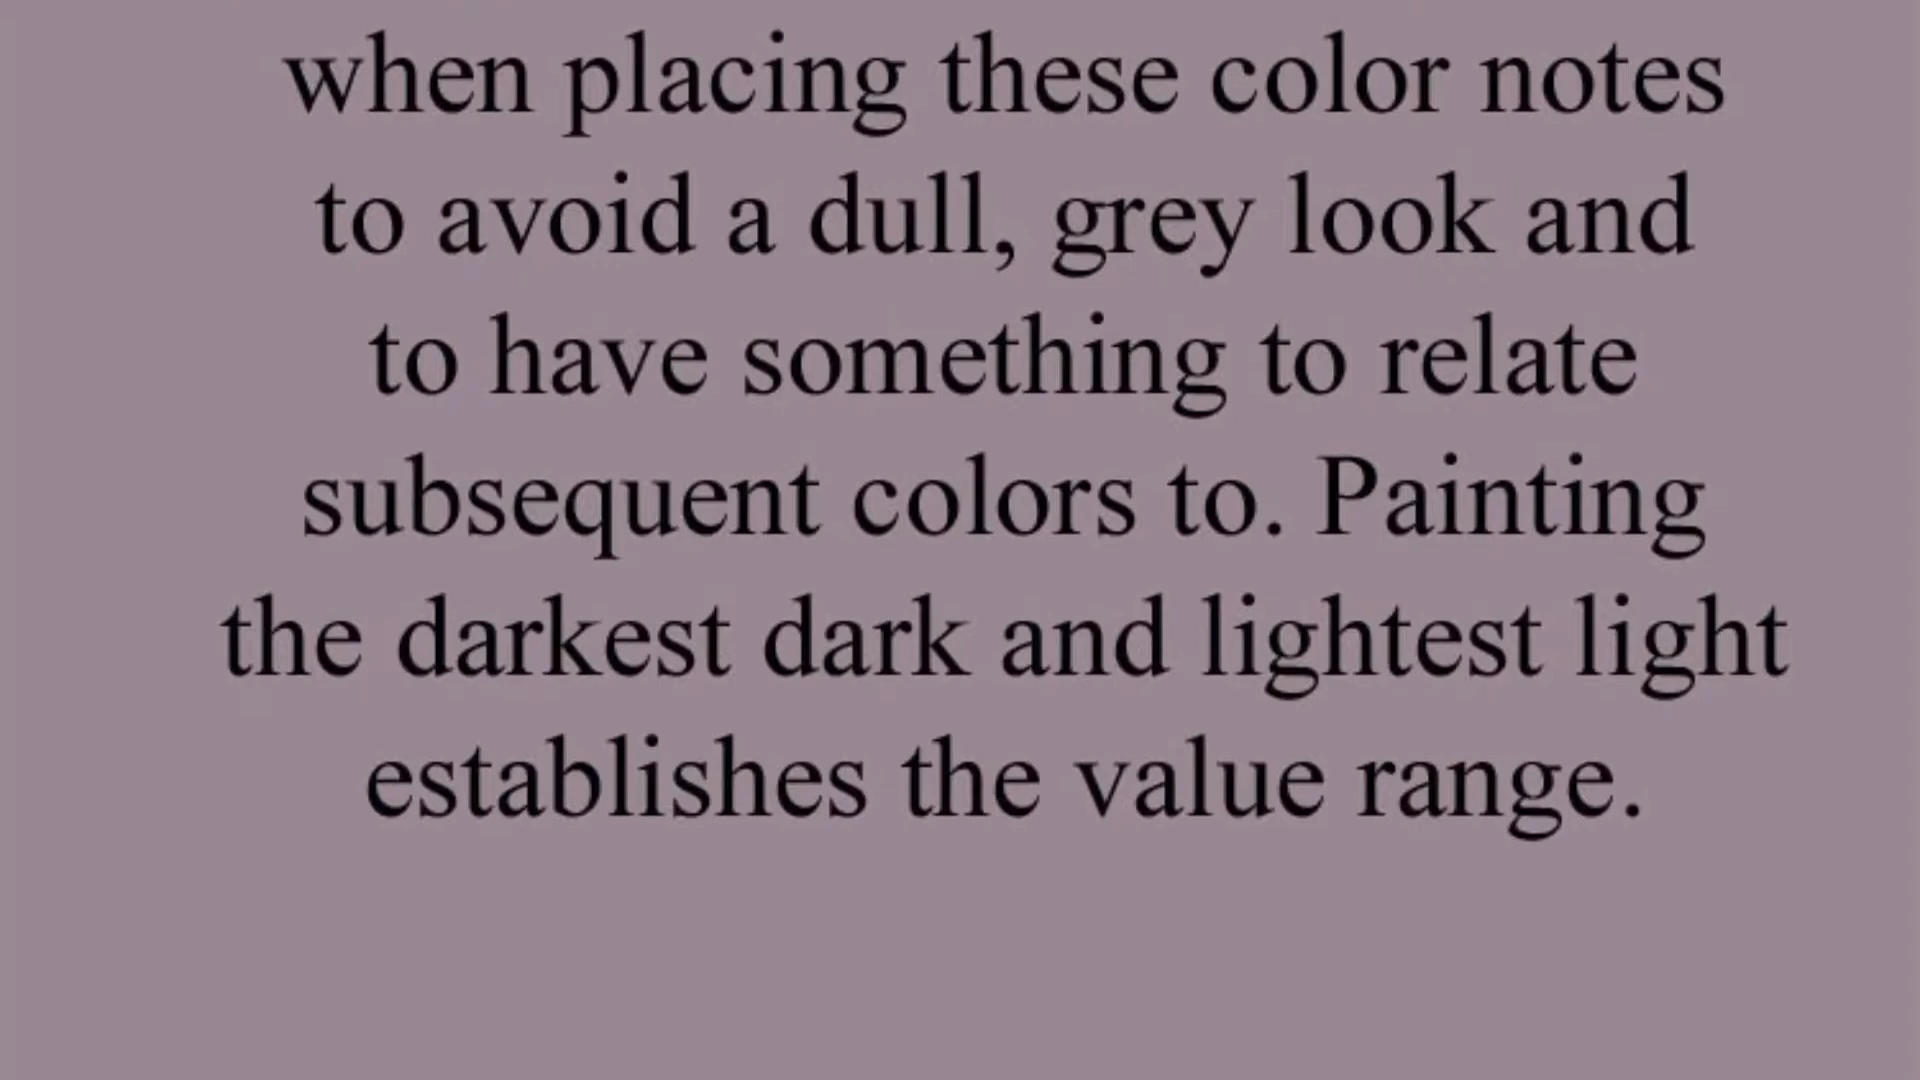 when placing these color notes
to avoid a dull, grey look and
to have something to relate
subsequent colors to. Painting
the darkest dark and lightest light
establishes the value range.